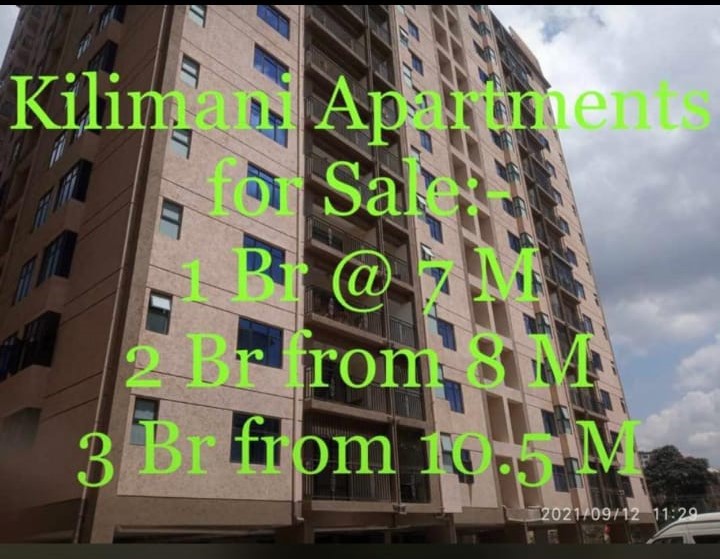 Kilimani Apartments
for Sale:-
1 Br @ 7 M
2 Br from 8 M
3 Br from 10.5 M
2021/09/12 11:29